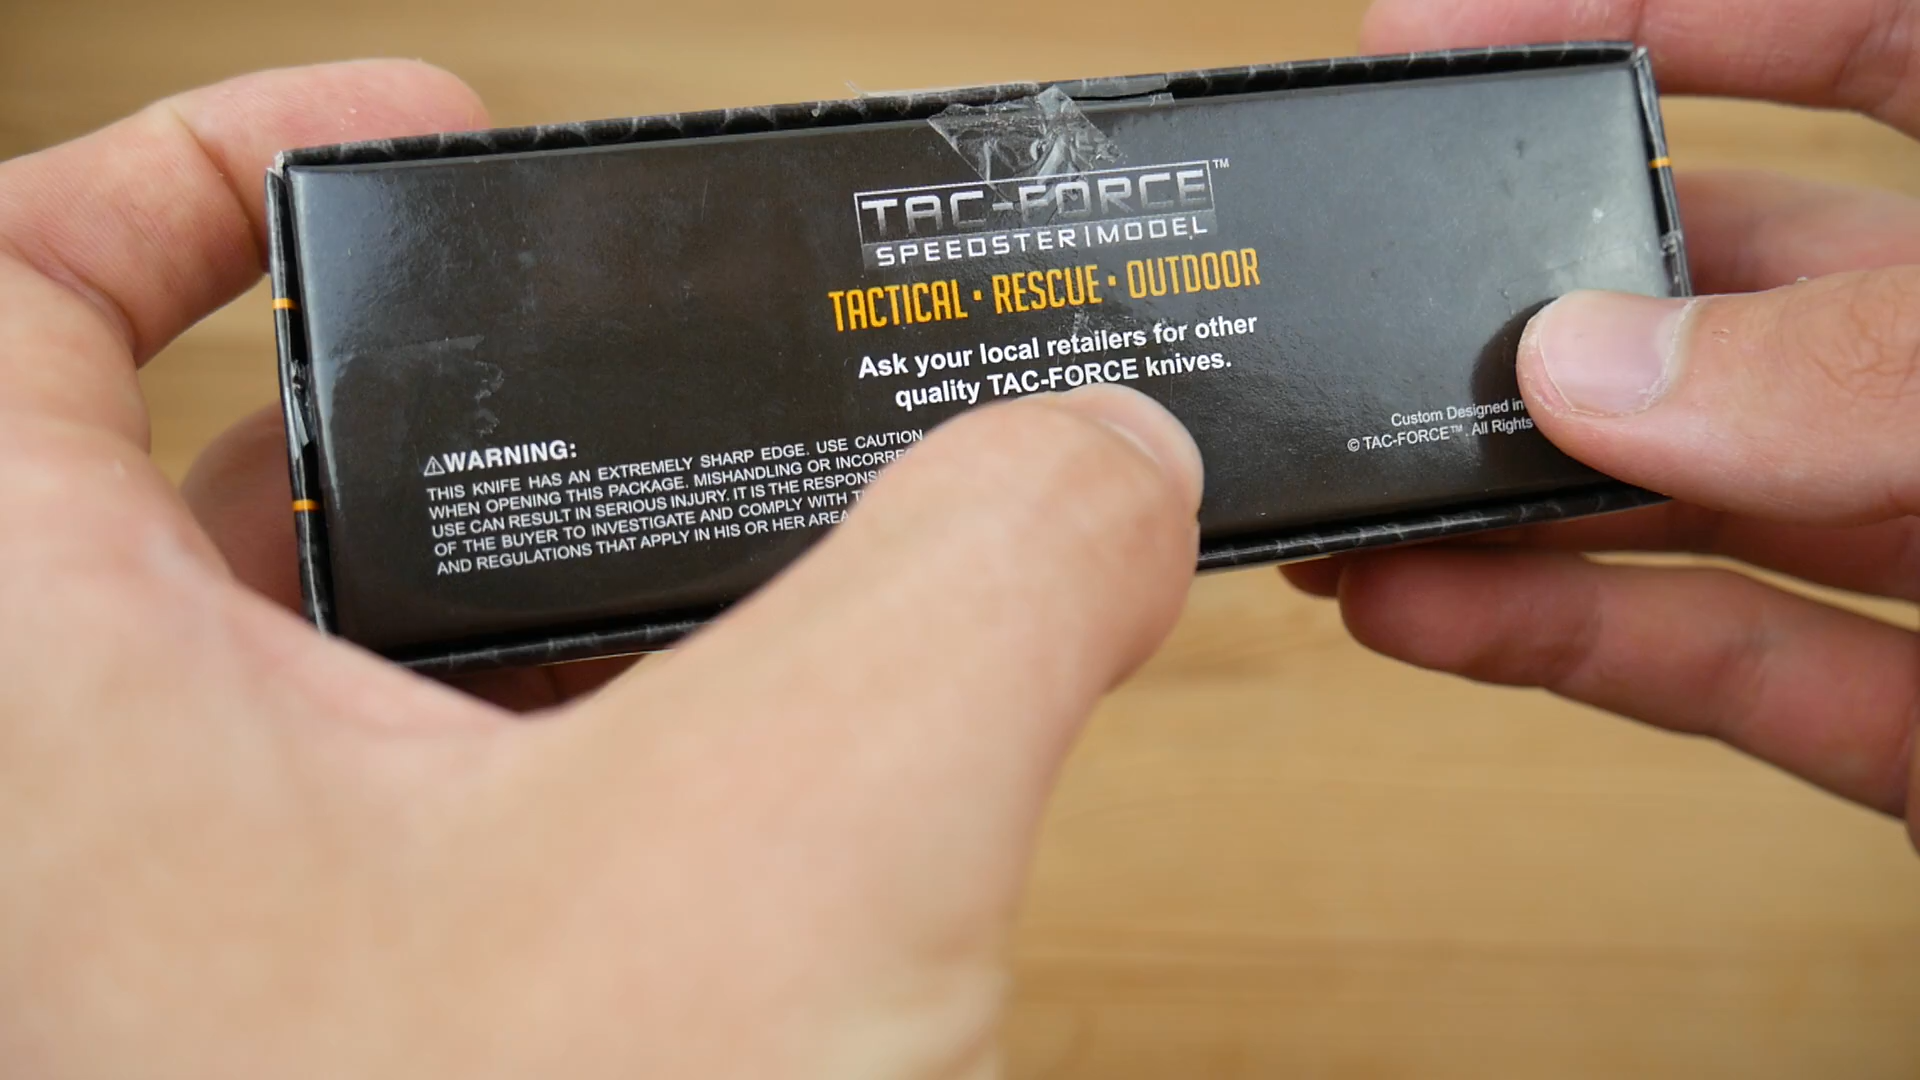 TAC-FORCE™
SPEEDSTER|MODEL
TACTICAL • RESCUE • OUTDOOR
Ask your local retailers for other
quality TAC-FORCE knives.
⚠WARNING:
THIS KNIFE HAS AN EXTREMELY SHARP EDGE. USE CAUTION
WHEN OPENING THIS PACKAGE. MISHANDLING OR
USE CAN RESULT IN SERIOUS INJURY. IT IS THE
OF THE BUYER TO INVESTIGATE AND COMPLY WITH
AND REGULATIONS THAT APPLY IN HIS OR HER AREA
Custom Designed in
© TAC-FORCE™. All Rights